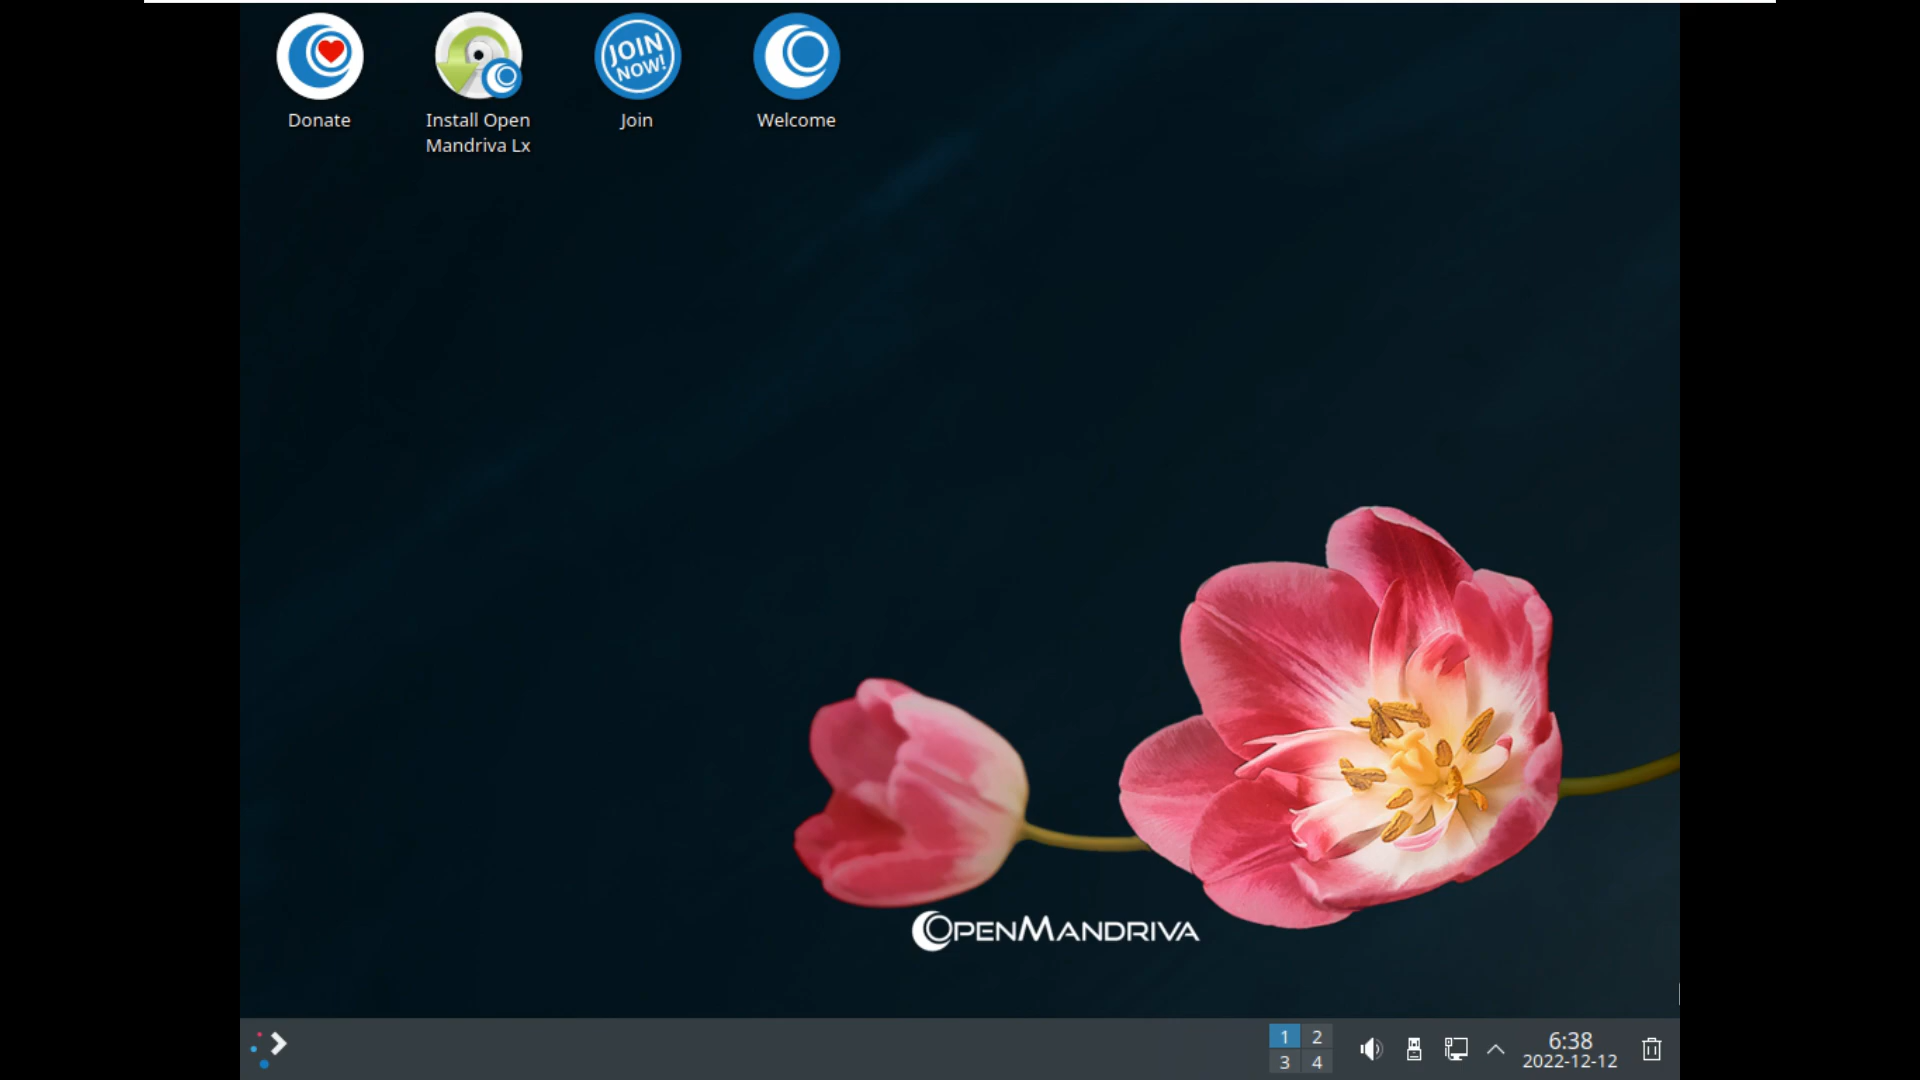 JOIN
NOW!
Donate
Install Open
Mandriva Lx
Join
Welcome
OPENMANDRIVA
1 2
3 4
6:38
2022-12-12